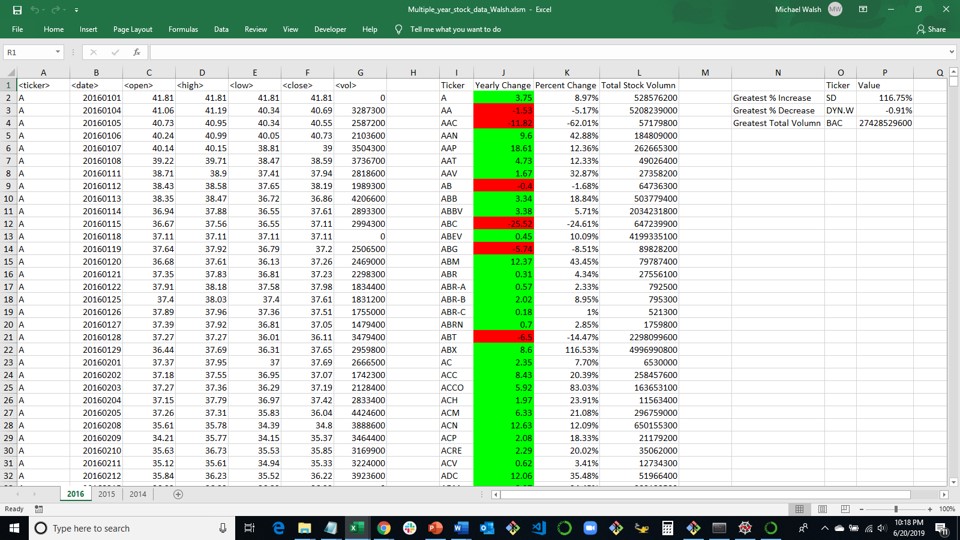 Multiple_year_stock_data_Walsh.xlsm - Excel
Michael Walsh MW
File Home Insert Page Layout Formulas Data Review View Developer Help Tell me what you want to do Share
R1 fx
A B C D E F G H I J K L M N O P Q
1 <ticker> <date> <open> <high> <low> <close> <vol> Ticker Yearly Change Percent Change Total Stock Volumn Ticker Value
2 A 20160101 41.81 41.81 41.81 41.81 0 A 3.75 8.97% 528576200 Greatest % Increase SD 116.75%
3 A 20160104 41.06 41.19 40.34 40.69 3287000 AA -1.53 -5.17% 5208239000 Greatest % Decrease DYN.W -0.91%
4 A 20160105 40.73 40.95 40.34 40.55 2587200 AAC -11.82 -62.01% 57179800 Greatest Total Volumn BAC 27428529600
5 A 20160106 40.24 40.99 40.05 40.73 2103600 AAN 9.6 42.88% 184809000
6 A 20160107 40.14 40.15 38.81 39 3504300 AAP 18.61 12.36% 262665300
7 A 20160108 39.22 39.71 38.47 38.59 3736700 AAT 4.73 12.33% 49026400
8 A 20160111 38.71 38.9 37.41 37.94 2818600 AAV 1.67 32.87% 27358200
9 A 20160112 38.43 38.58 37.65 38.19 1989300 AB -0.4 -1.68% 64736300
10 A 20160113 38.35 38.47 36.72 36.86 4206600 ABB 3.34 18.84% 503779400
11 A 20160114 36.94 37.88 36.55 37.61 2893300 ABBV 3.38 5.71% 2034231800
12 A 20160115 36.67 37.56 36.55 37.11 2994300 ABC -25.52 -24.61% 647239900
13 A 20160118 37.11 37.11 37.11 37.11 0 ABEV 0.45 10.09% 4199335100
14 A 20160119 37.64 37.92 36.79 37.2 2506500 ABG -5.74 -8.51% 89828200
15 A 20160120 36.68 37.61 36.13 37.26 2469000 ABM 12.37 43.45% 79787400
16 A 20160121 37.35 37.83 36.81 37.23 2298300 ABR 0.31 4.34% 27556100
17 A 20160122 37.91 38.18 37.58 37.98 1834400 ABR-A 0.57 2.33% 792500
18 A 20160125 37.4 38.03 37.4 37.61 1831200 ABR-B 2.02 8.95% 795300
19 A 20160126 37.89 37.96 37.36 37.51 1755000 ABR-C 0.18 1% 521300
20 A 20160127 37.39 37.92 36.81 37.05 1479400 ABRN 0.7 2.85% 1759800
21 A 20160128 37.27 37.27 36.01 36.11 3479400 ABT -6.5 -14.47% 2298099600
22 A 20160129 36.44 37.69 36.31 37.65 2959800 ABX 8.6 116.53% 4996990800
23 A 20160201 37.37 37.95 37 37.69 2666500 AC 2.35 7.70% 6530000
24 A 20160202 37.18 37.55 36.95 37.07 1742300 ACC 8.43 20.39% 258457600
25 A 20160203 37.27 37.36 36.29 37.19 2128400 ACCO 5.92 83.03% 163653100
26 A 20160204 37.15 37.79 36.97 37.42 2833400 ACH 1.97 23.91% 11563400
27 A 20160205 37.26 37.31 35.83 36.04 4424600 ACM 6.33 21.08% 296759000
28 A 20160208 35.61 35.78 34.39 34.8 3888600 ACN 12.63 12.09% 650155300
29 A 20160209 34.21 35.77 34.15 35.37 3464400 ACP 2.08 18.33% 21179200
30 A 20160210 35.63 36.73 35.53 35.85 3169900 ACRE 2.29 20.02% 35062000
31 A 20160211 35.12 35.61 34.94 35.33 3224000 ACV 0.62 3.41% 12734300
32 A 20160212 35.84 36.23 35.52 36.22 3923600 ADC 12.06 35.48% 51966400
2016 2015 2014
Ready 100%
Type here to search
10:18 PM
6/20/2019